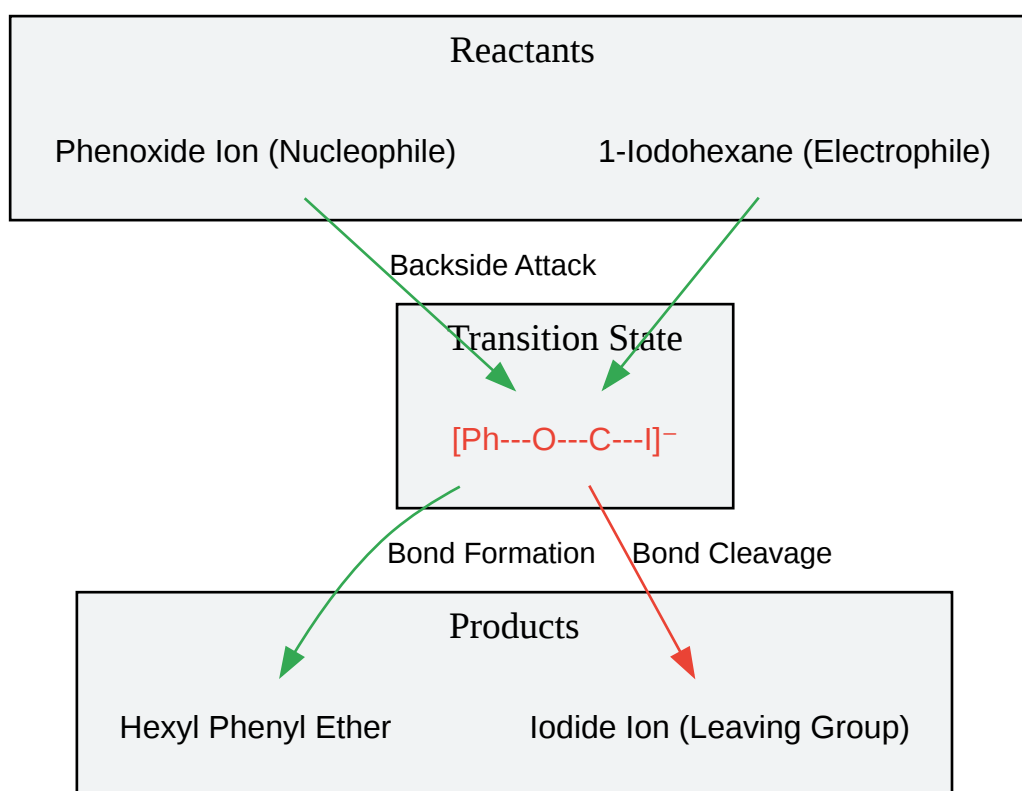 Reactants
Phenoxide Ion (Nucleophile)
1-Iodohexane (Electrophile)
Backside Attack
Transition State
[Ph---O---C---I]⁻
Bond Formation
Bond Cleavage
Products
Hexyl Phenyl Ether
Iodide Ion (Leaving Group)